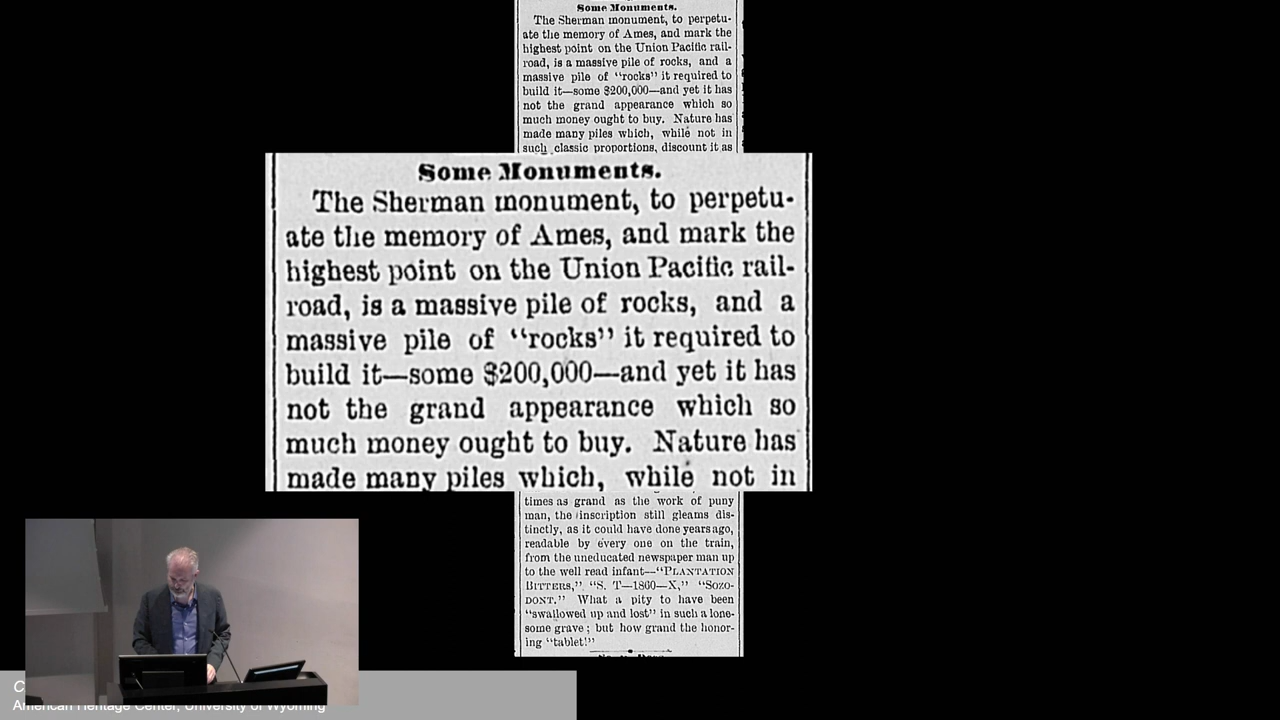 Some Monuments.
The Sherman monument, to perpetu-
ate the memory of Ames, and mark the
highest point on the Union Pacific rail-
road, is a massive pile of rocks, and a
massive pile of “rocks” it required to
build it—some $200,000—and yet it has
not the grand appearance which so
much money ought to buy. Nature has
made many piles which, while not in
such classic proportions, discount it as
Some Monuments.
The Sherman monument, to perpetu-
ate the memory of Ames, and mark the
highest point on the Union Pacific rail-
road, is a massive pile of rocks, and a
massive pile of “rocks” it required to
build it—some $200,000—and yet it has
not the grand appearance which so
much money ought to buy. Nature has
made many piles which, while not in
times as grand as the work of puny
man, the inscription still gleams dis-
tinctly, as it could have done years ago,
readable by every one on the train,
from the uneducated newspaper man up
to the well read infant—“PLANTATION
BITTERS,” “S. T—1860—X,” “SOZO-
DONT.” What a pity to have been
“swallowed up and lost” in such a lone-
some grave; but how grand the honor-
ing “tablet!”
American Heritage Center, University of Wyoming